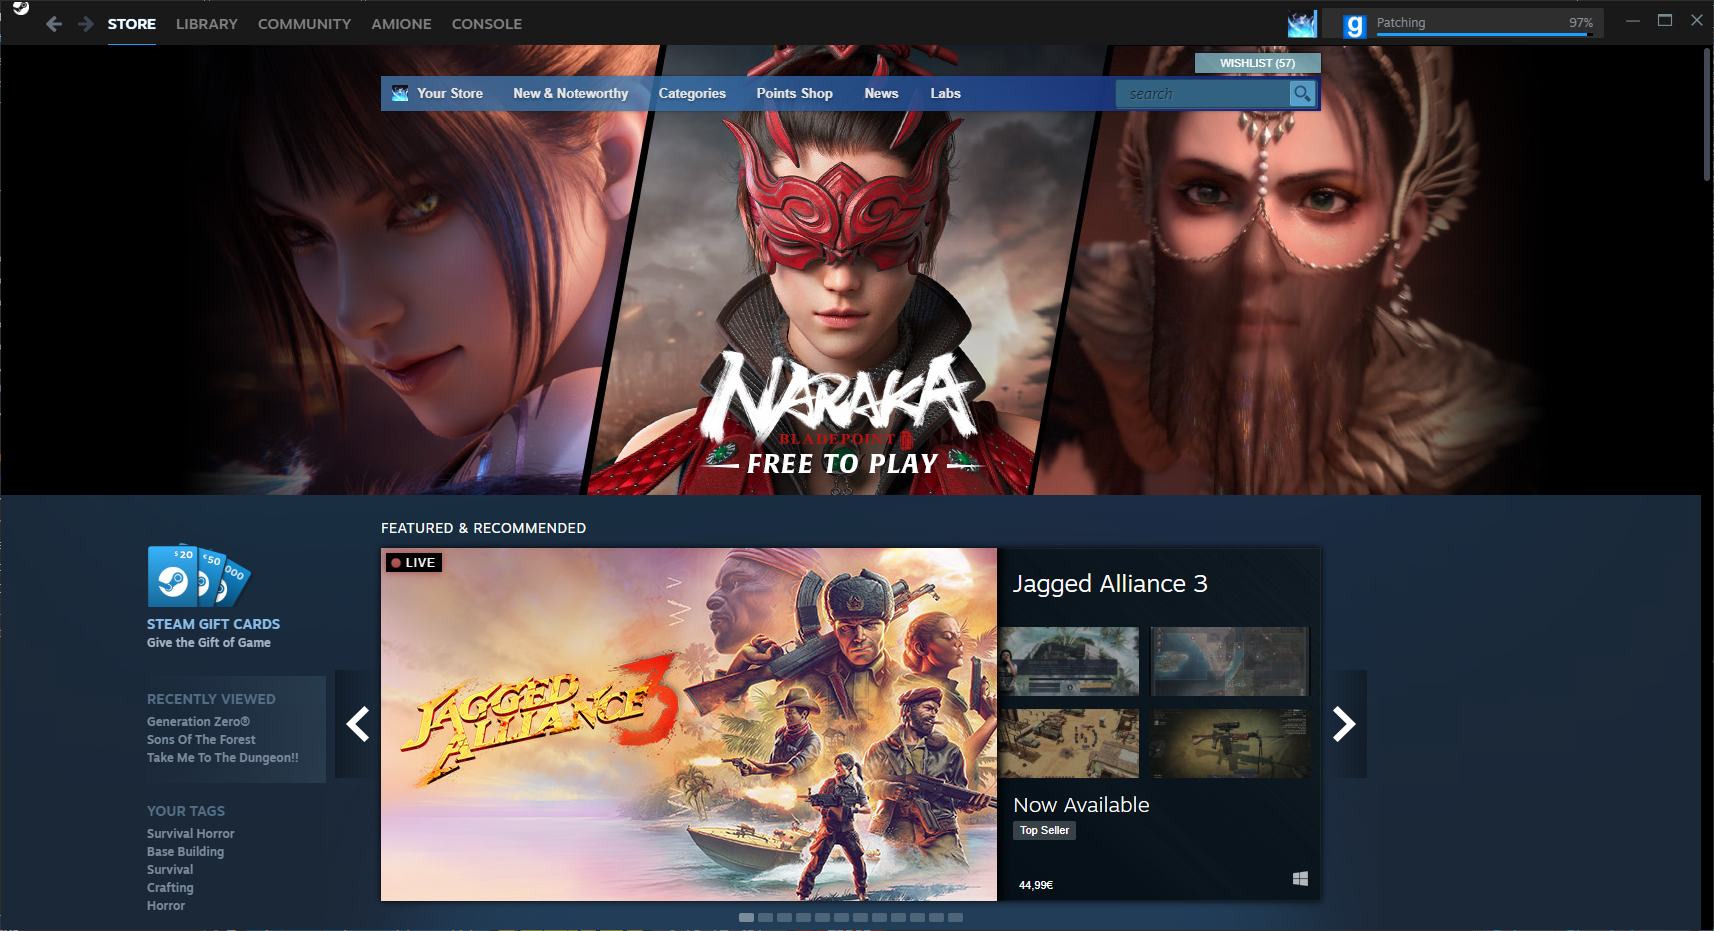 STORE
LIBRARY
COMMUNITY
AMIONE
CONSOLE
g
Patching
97%
WISHLIST (57)
Your Store
New & Noteworthy
Categories
Points Shop
News
Labs
search
NARAKA
BLADEPOINT
FREE TO PLAY
FEATURED & RECOMMENDED
$20
€50
000
STEAM GIFT CARDS
Give the Gift of Game
RECENTLY VIEWED
Generation Zero®
Sons Of The Forest
Take Me To The Dungeon!!
YOUR TAGS
Survival Horror
Base Building
Survival
Crafting
Horror
LIVE
JAGGED
ALLIANCE 3
Jagged Alliance 3
Now Available
Top Seller
44,99€